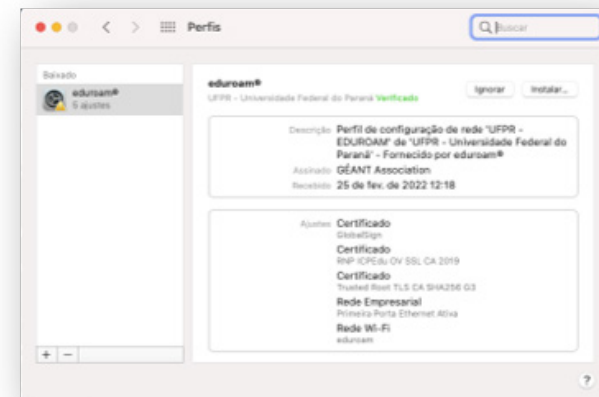 Perfis
Buscar
Baixado
eduroam®
5 ajustes
eduroam®
UFPR - Universidade Federal do Paraná Verificado
Ignorar
Instalar...
Descrição Perfil de configuração de rede 'UFPR -
EDUROAM' de 'UFPR - Universidade Federal do
Paraná' - Fornecido por eduroam®
Assinado GÉANT Association
Recebido 25 de fev. de 2022 12:18
Ajustes Certificado
GlobalSign
Certificado
RNP ICPEdu OV SSL CA 2019
Certificado
Trusted Root TLS CA SHA256 G3
Rede Empresarial
Primeira Porta Ethernet Ativa
Rede Wi-Fi
eduroam
+ −
?